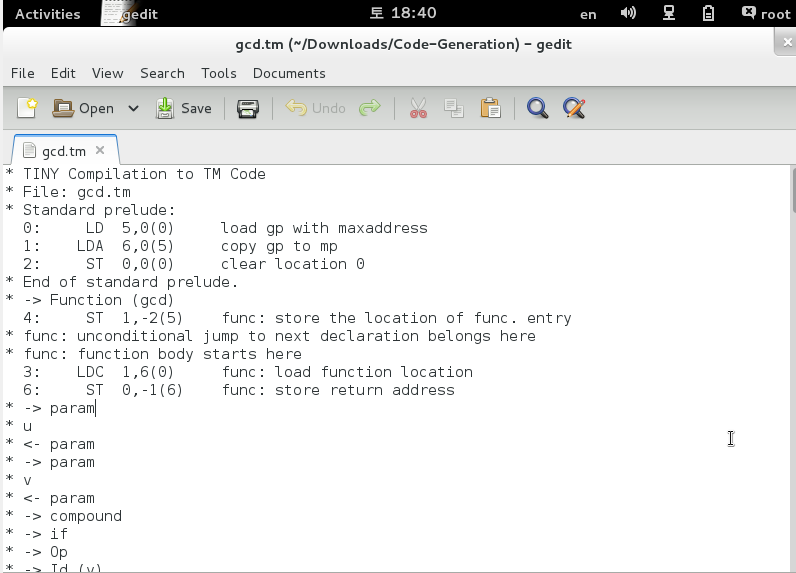 Activities gedit 토 18:40 en root
gcd.tm (~/Downloads/Code-Generation) - gedit
File Edit View Search Tools Documents
Open Save Undo
gcd.tm
* TINY Compilation to TM Code
* File: gcd.tm
* Standard prelude:
  0:     LD  5,0(0)     load gp with maxaddress
  1:    LDA  6,0(5)     copy gp to mp
  2:     ST  0,0(0)     clear location 0
* End of standard prelude.
* -> Function (gcd)
  4:     ST  1,-2(5)    func: store the location of func. entry
* func: unconditional jump to next declaration belongs here
* func: function body starts here
  3:    LDC  1,6(0)     func: load function location
  6:     ST  0,-1(6)    func: store return address
* -> param
* u
* <- param
* -> param
* v
* <- param
* -> compound
* -> if
* -> Op
* -> Id (v)